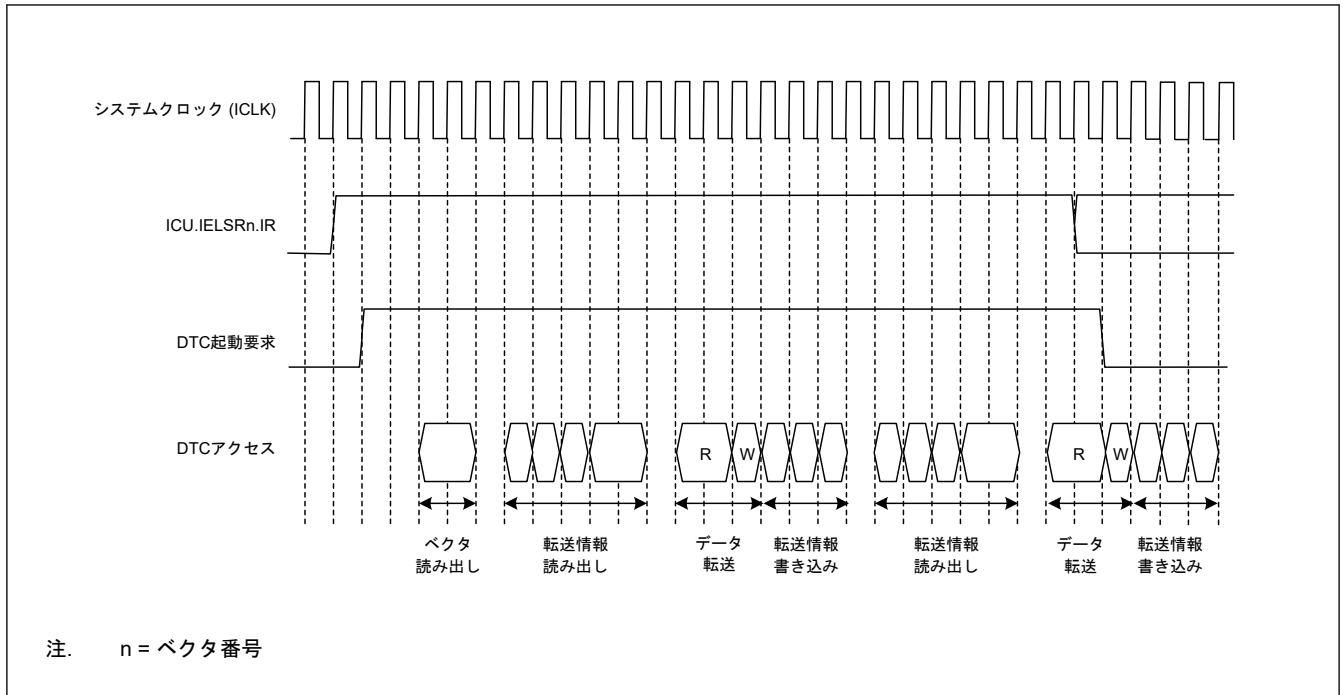 システムクロック (ICLK)
ICU.IELSRn.IR
DTC起動要求
DTCアクセス
R
W
R
W
ベクタ
読み出し
転送情報
読み出し
データ
転送
転送情報
書き込み
転送情報
読み出し
データ
転送
転送情報
書き込み
注. n = ベクタ番号